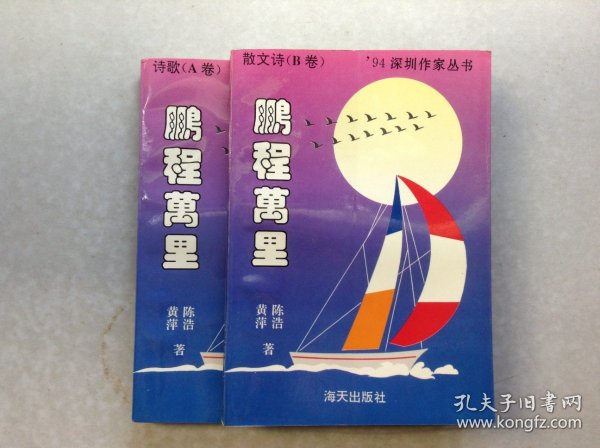 诗歌(A卷)
鹏程萬里
陈浩
黄萍
著
散文诗(B卷)
'94深圳作家丛书
鹏程萬里
陈浩
黄萍
著
海天出版社
孔夫子旧书网
www.kongfz.com